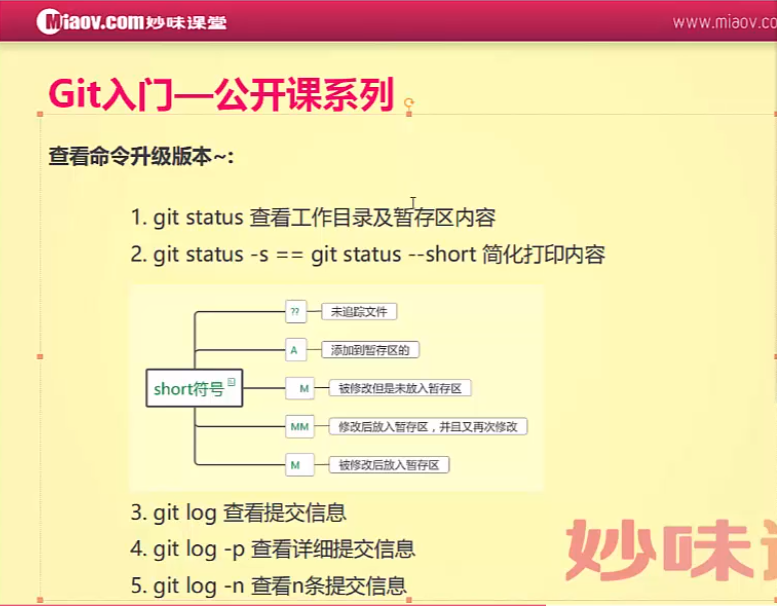 Miaov.com妙味课堂
www.miaov.co
Git入门—公开课系列
查看命令升级版本~:
1. git status 查看工作目录及暂存区内容
2. git status -s == git status --short 简化打印内容
short符号
?? 未追踪文件
A 添加到暂存区的
M 被修改但是未放入暂存区
MM 修改后放入暂存区，并且又再次修改
M 被修改后放入暂存区
3. git log 查看提交信息
4. git log -p 查看详细提交信息
5. git log -n 查看n条提交信息
妙味